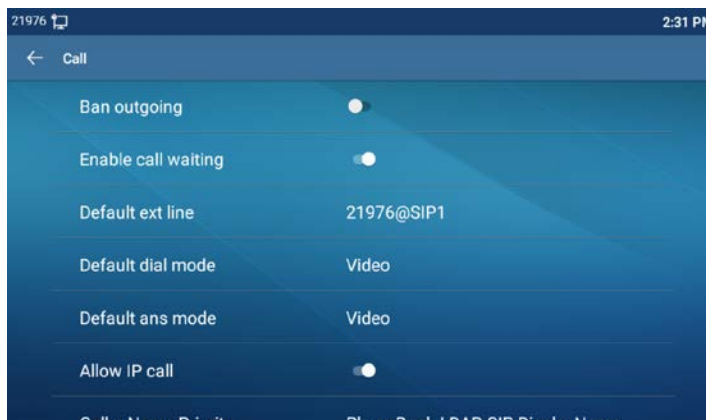 21976 2:31 PM
Call
Ban outgoing
Enable call waiting
Default ext line 21976@SIP1
Default dial mode Video
Default ans mode Video
Allow IP call